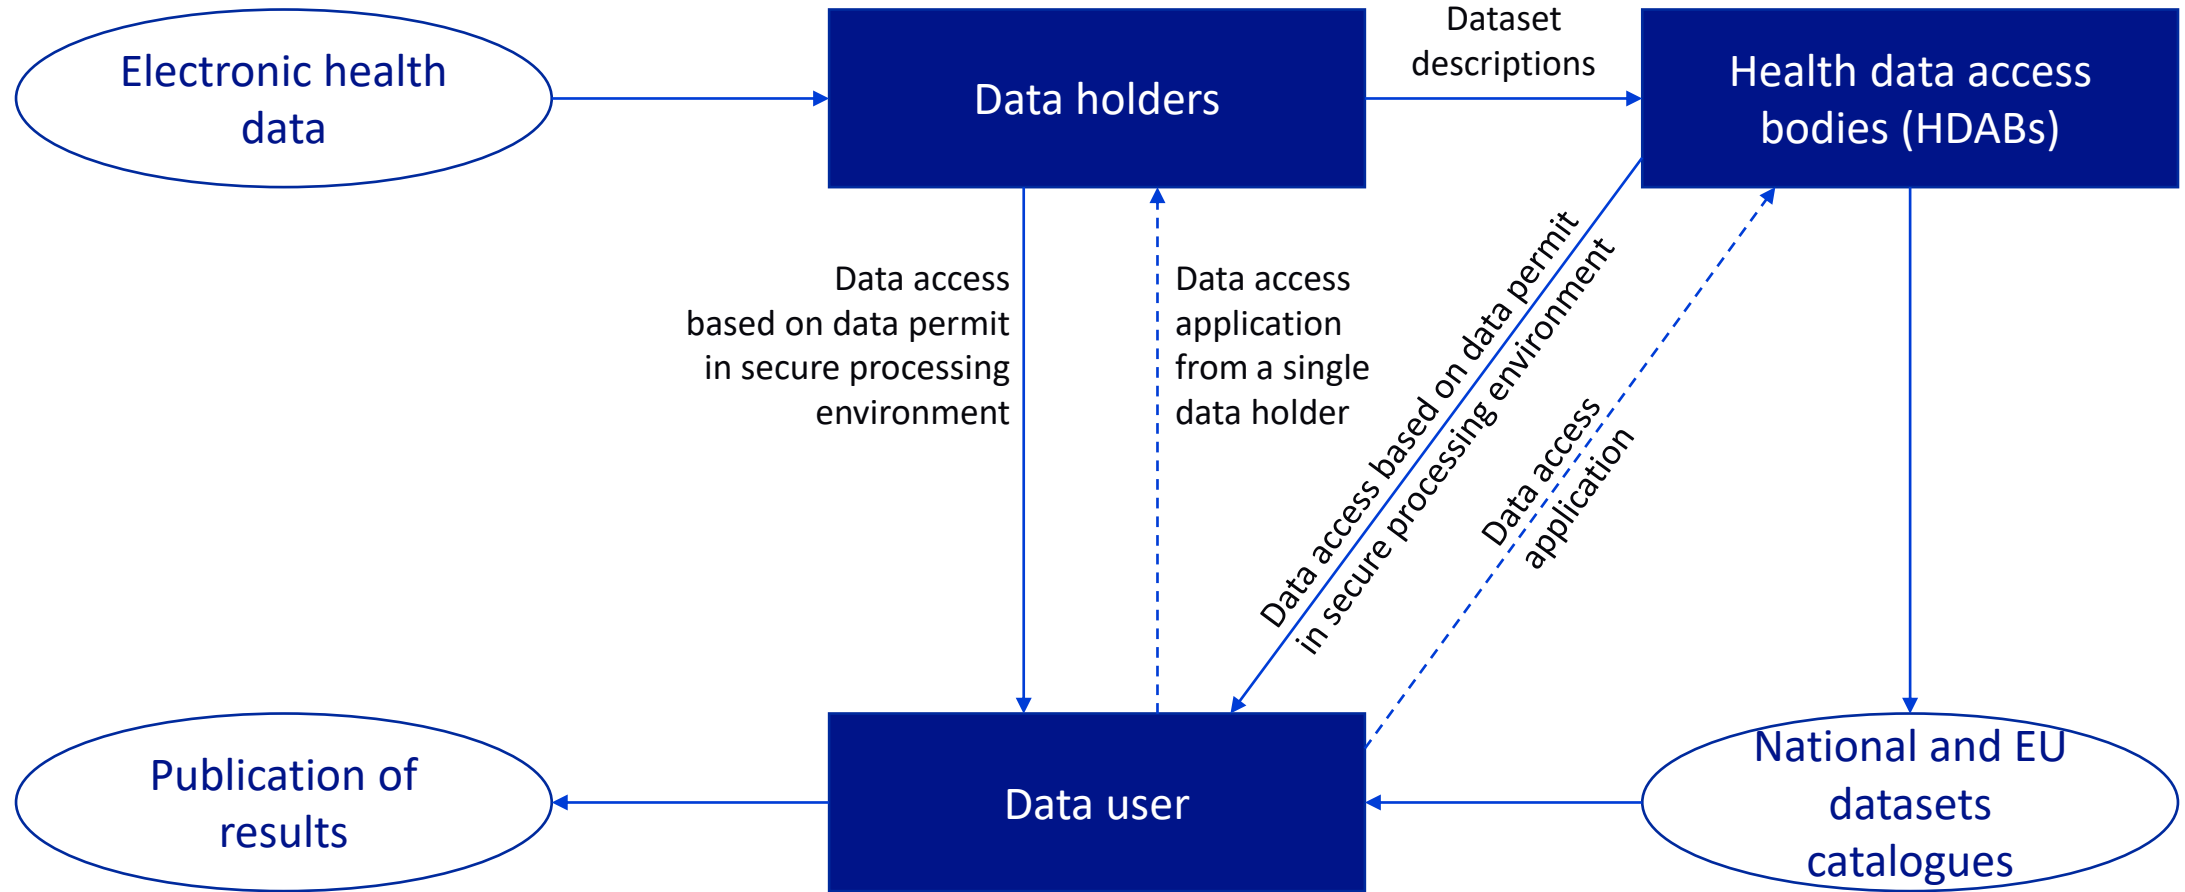 Electronic health
data
Data holders
Dataset
descriptions
Health data access
bodies (HDABs)
Data access
based on data permit
in secure processing
environment
Data access
application
from a single
data holder
Data access based on data permit
in secure processing environment
Data access
application
Publication of
results
Data user
National and EU
datasets
catalogues